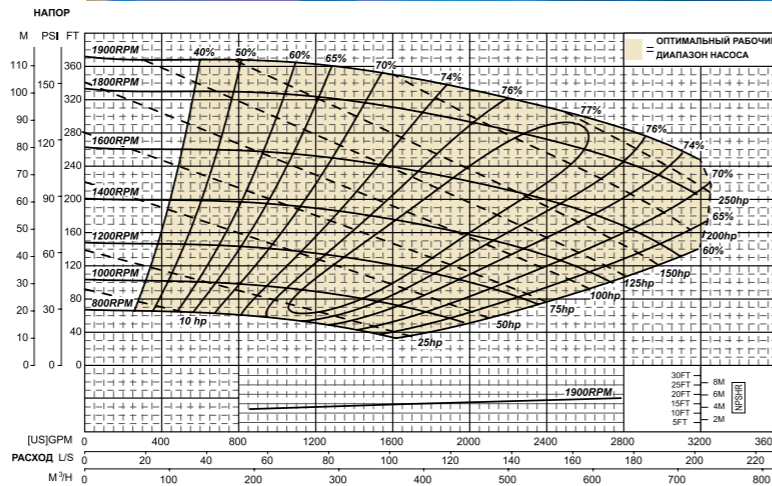 НАПОР
M PSI FT
ОПТИМАЛЬНЫЙ РАБОЧИЙ
= ДИАПАЗОН НАСОСА
1900RPM 40% 50% 60% 65% 70% 74% 76% 77% 76% 74% 70%
1800RPM
1600RPM
1400RPM
1200RPM
1000RPM
800RPM
250hp
65%
200hp
60%
150hp
125hp
100hp
75hp
50hp
25hp
10 hp
110 100 90 80 70 60 50 40 30 20 10 0
150 120 90 60 30 0
360 320 280 240 200 160 120 80 40 0
1900RPM
30FT
25FT 8M
20FT 6M
15FT 4M
10FT
5FT 2M
NPSHR
[US]GPM 0 400 800 1200 1600 2000 2400 2800 3200 360
РАСХОД L/S 0 20 40 60 80 100 120 140 160 180 210 220
M³/H 0 100 200 300 400 500 600 700 800